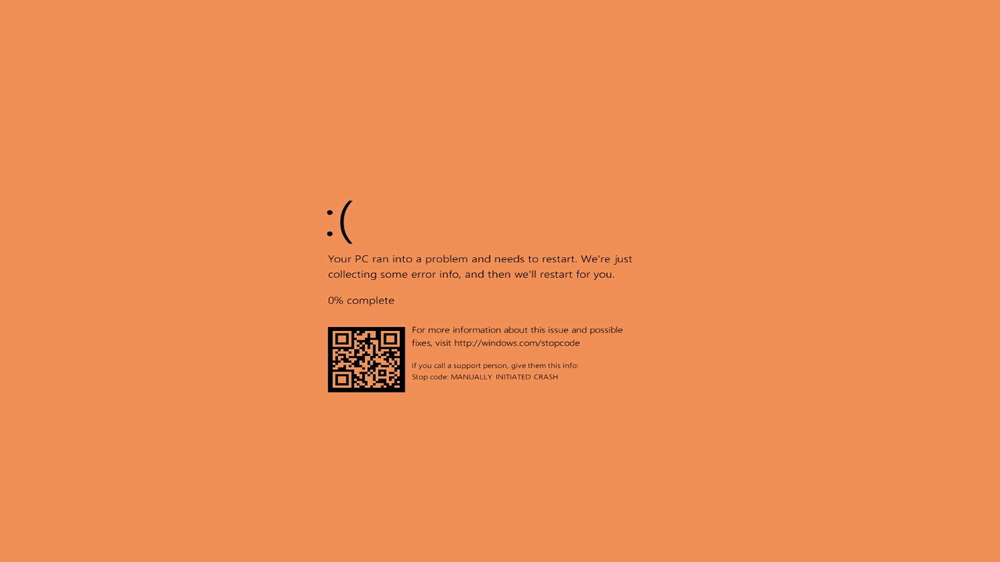 :(
Your PC ran into a problem and needs to restart. We're just
collecting some error info, and then we'll restart for you.
0% complete
For more information about this issue and possible
fixes, visit http://windows.com/stopcode
If you call a support person, give them this info:
Stop code: MANUALLY INITIATED CRASH